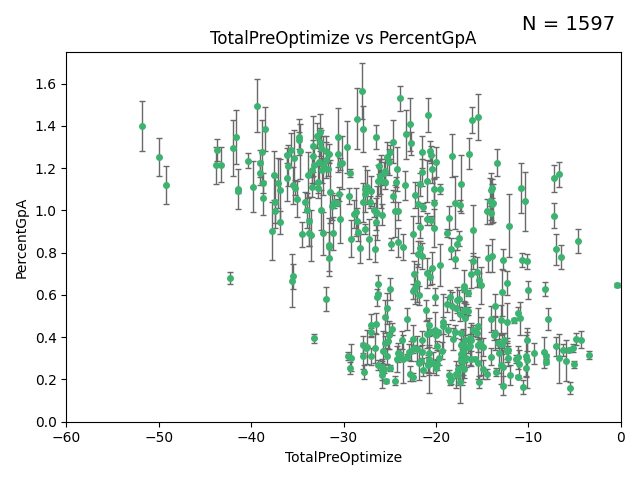 N = 1597
TotalPreOptimize vs PercentGpA
PercentGpA
1.6
1.4
1.2
1.0
0.8
0.6
0.4
0.2
0.0
−60 −50 −40 −30 −20 −10 0
TotalPreOptimize